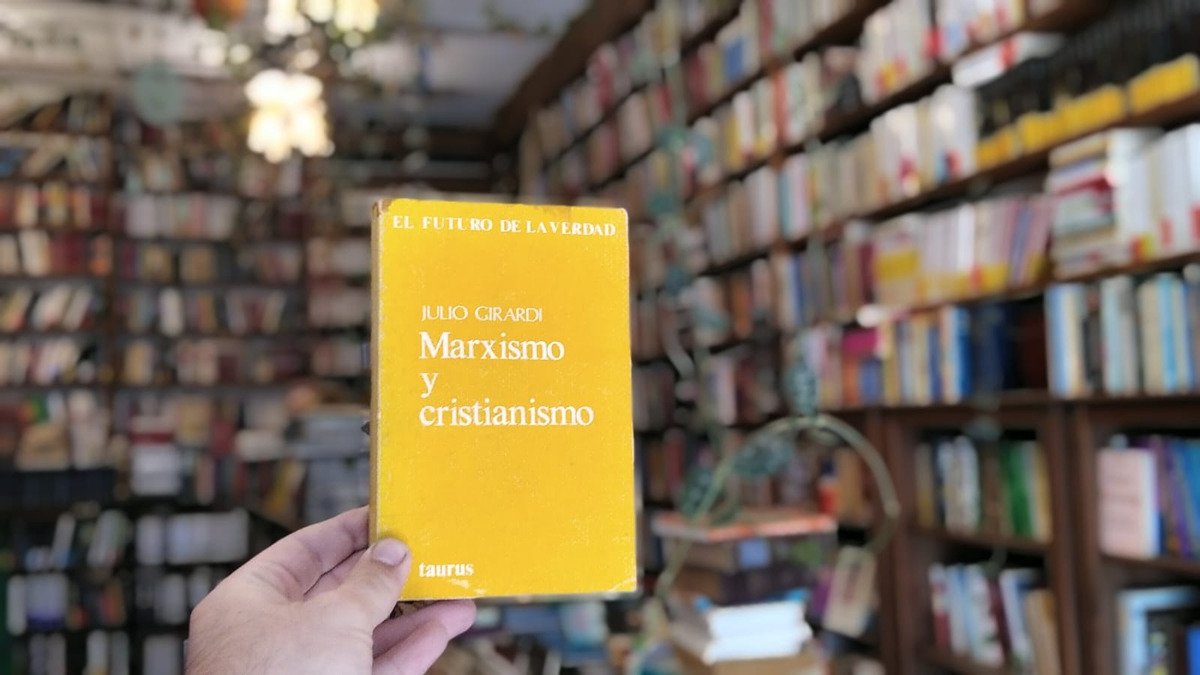 EL FUTURO DE LA VERDAD
JULIO GIRARDI
Marxismo
y
cristianismo
taurus